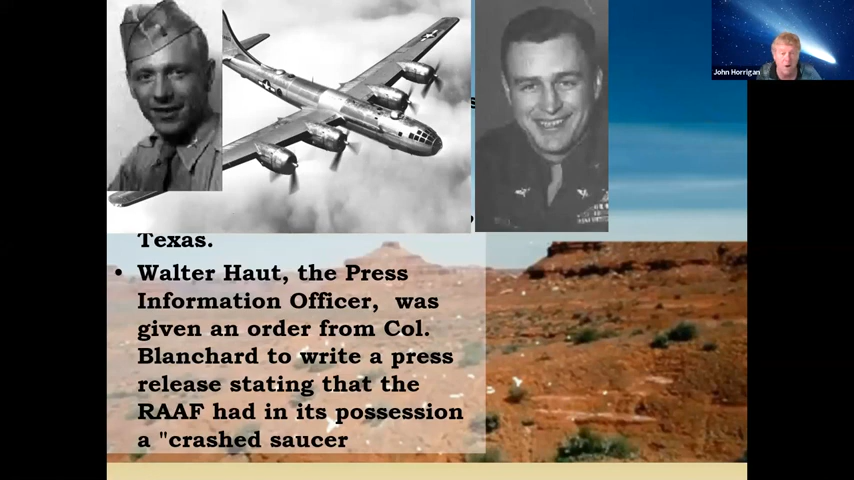 John Horrigan
Texas.
• Walter Haut, the Press
Information Officer, was
given an order from Col.
Blanchard to write a press
release stating that the
RAAF had in its possession
a "crashed saucer